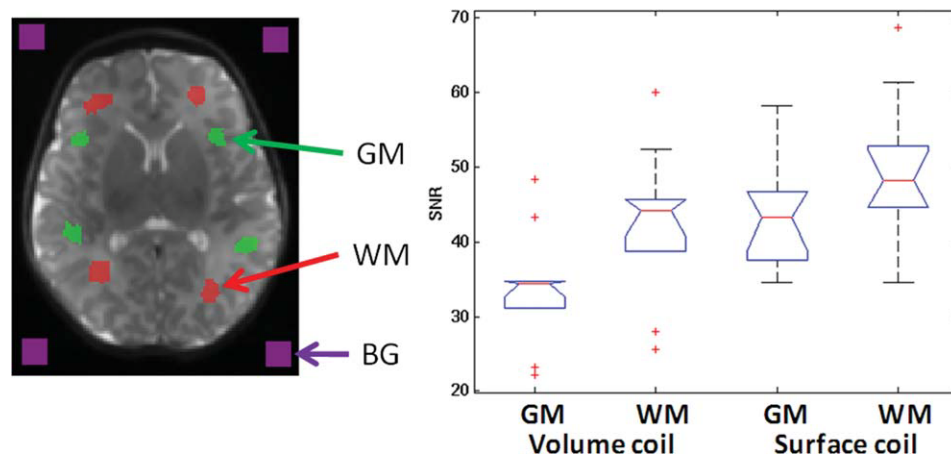 GM
WM
BG
SNR
70
60
50
40
30
20
GM WM GM WM
Volume coil Surface coil